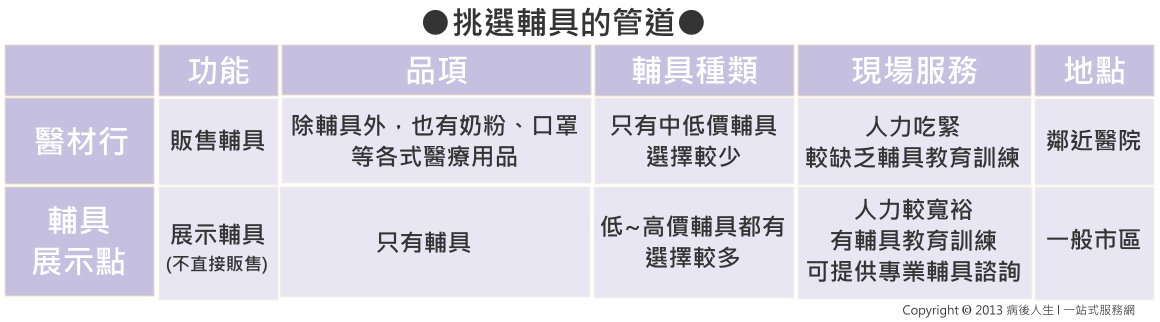 ●挑選輔具的管道●
功能 品項 輔具種類 現場服務 地點
醫材行
販售輔具
除輔具外，也有奶粉、口罩
等各式醫療用品
只有中低價輔具
選擇較少
人力吃緊
較缺乏輔具教育訓練
鄰近醫院
輔具
展示點
展示輔具
(不直接販售)
只有輔具
低~高價輔具都有
選擇較多
人力較寬裕
有輔具教育訓練
可提供專業輔具諮詢
一般市區
Copyright © 2013 病後人生 l 一站式服務網